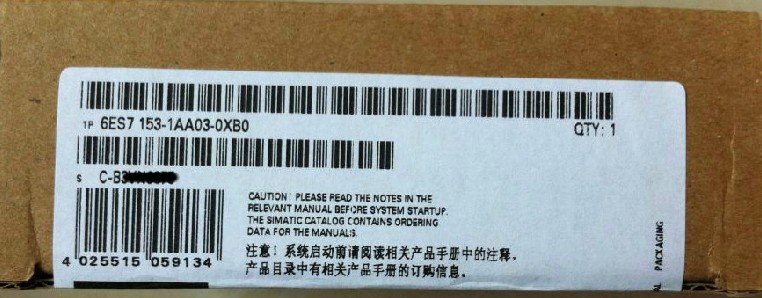 1P 6ES7 153-1AA03-0XB0
QTY: 1
S C-B3
CAUTION: PLEASE READ THE NOTES IN THE
RELEVANT MANUAL BEFORE SYSTEM STARTUP.
THE SIMATIC CATALOG CONTAINS ORDERING
DATA FOR THE MANUALS.
注意! 系统启动前请阅读相关产品手册中的注释。
产品目录中有相关产品手册的订购信息。
4 025515 059134
PACKAGING